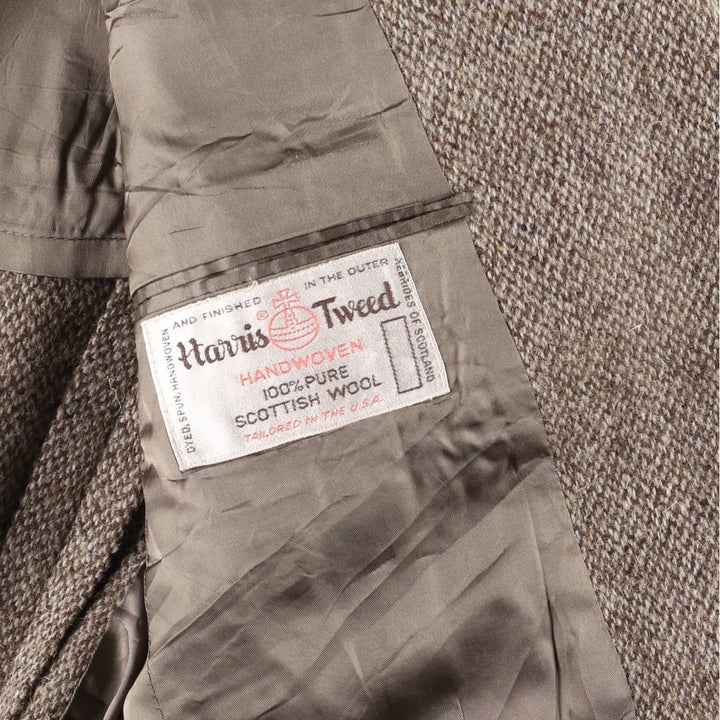 DYED, SPUN, HANDWOVEN AND FINISHED IN THE OUTER HEBRIDES OF SCOTLAND
Harris Tweed
®
HANDWOVEN
100% PURE
SCOTTISH WOOL
TAILORED IN THE U.S.A.